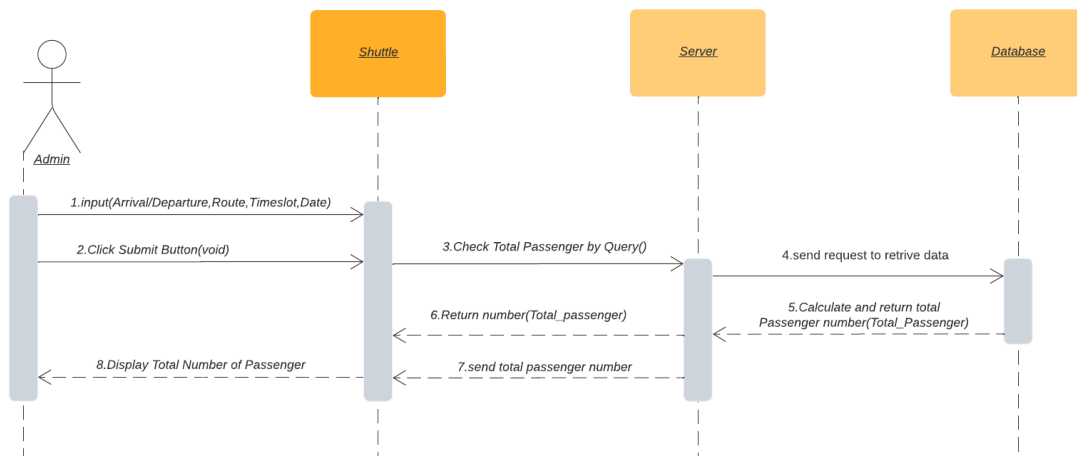 Shuttle
Server
Database
Admin
1.input(Arrival/Departure,Route,Timeslot,Date)
2.Click Submit Button(void)
3.Check Total Passenger by Query()
4.send request to retrive data
5.Calculate and return total
Passenger number(Total_Passenger)
6.Return number(Total_passenger)
7.send total passenger number
8.Display Total Number of Passenger